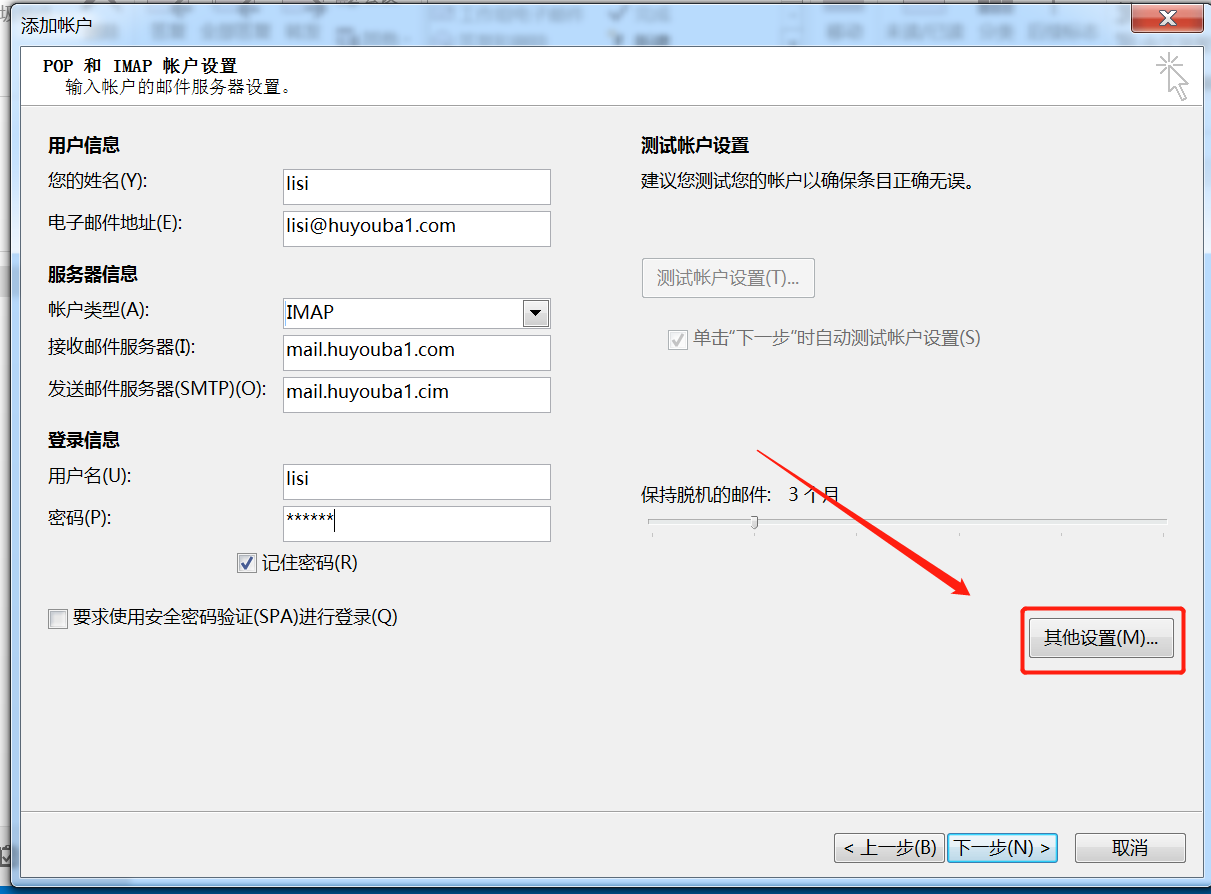 添加帐户
POP 和 IMAP 帐户设置
输入帐户的邮件服务器设置。
用户信息
您的姓名(Y): lisi
电子邮件地址(E): lisi@huyouba1.com
服务器信息
帐户类型(A): IMAP
接收邮件服务器(I): mail.huyouba1.com
发送邮件服务器(SMTP)(O): mail.huyouba1.cim
登录信息
用户名(U): lisi
密码(P): ******
记住密码(R)
要求使用安全密码验证(SPA)进行登录(Q)
测试帐户设置
建议您测试您的帐户以确保条目正确无误。
测试帐户设置(T)...
单击“下一步”时自动测试帐户设置(S)
保持脱机的邮件: 3 个月
其他设置(M)...
< 上一步(B) 下一步(N) > 取消